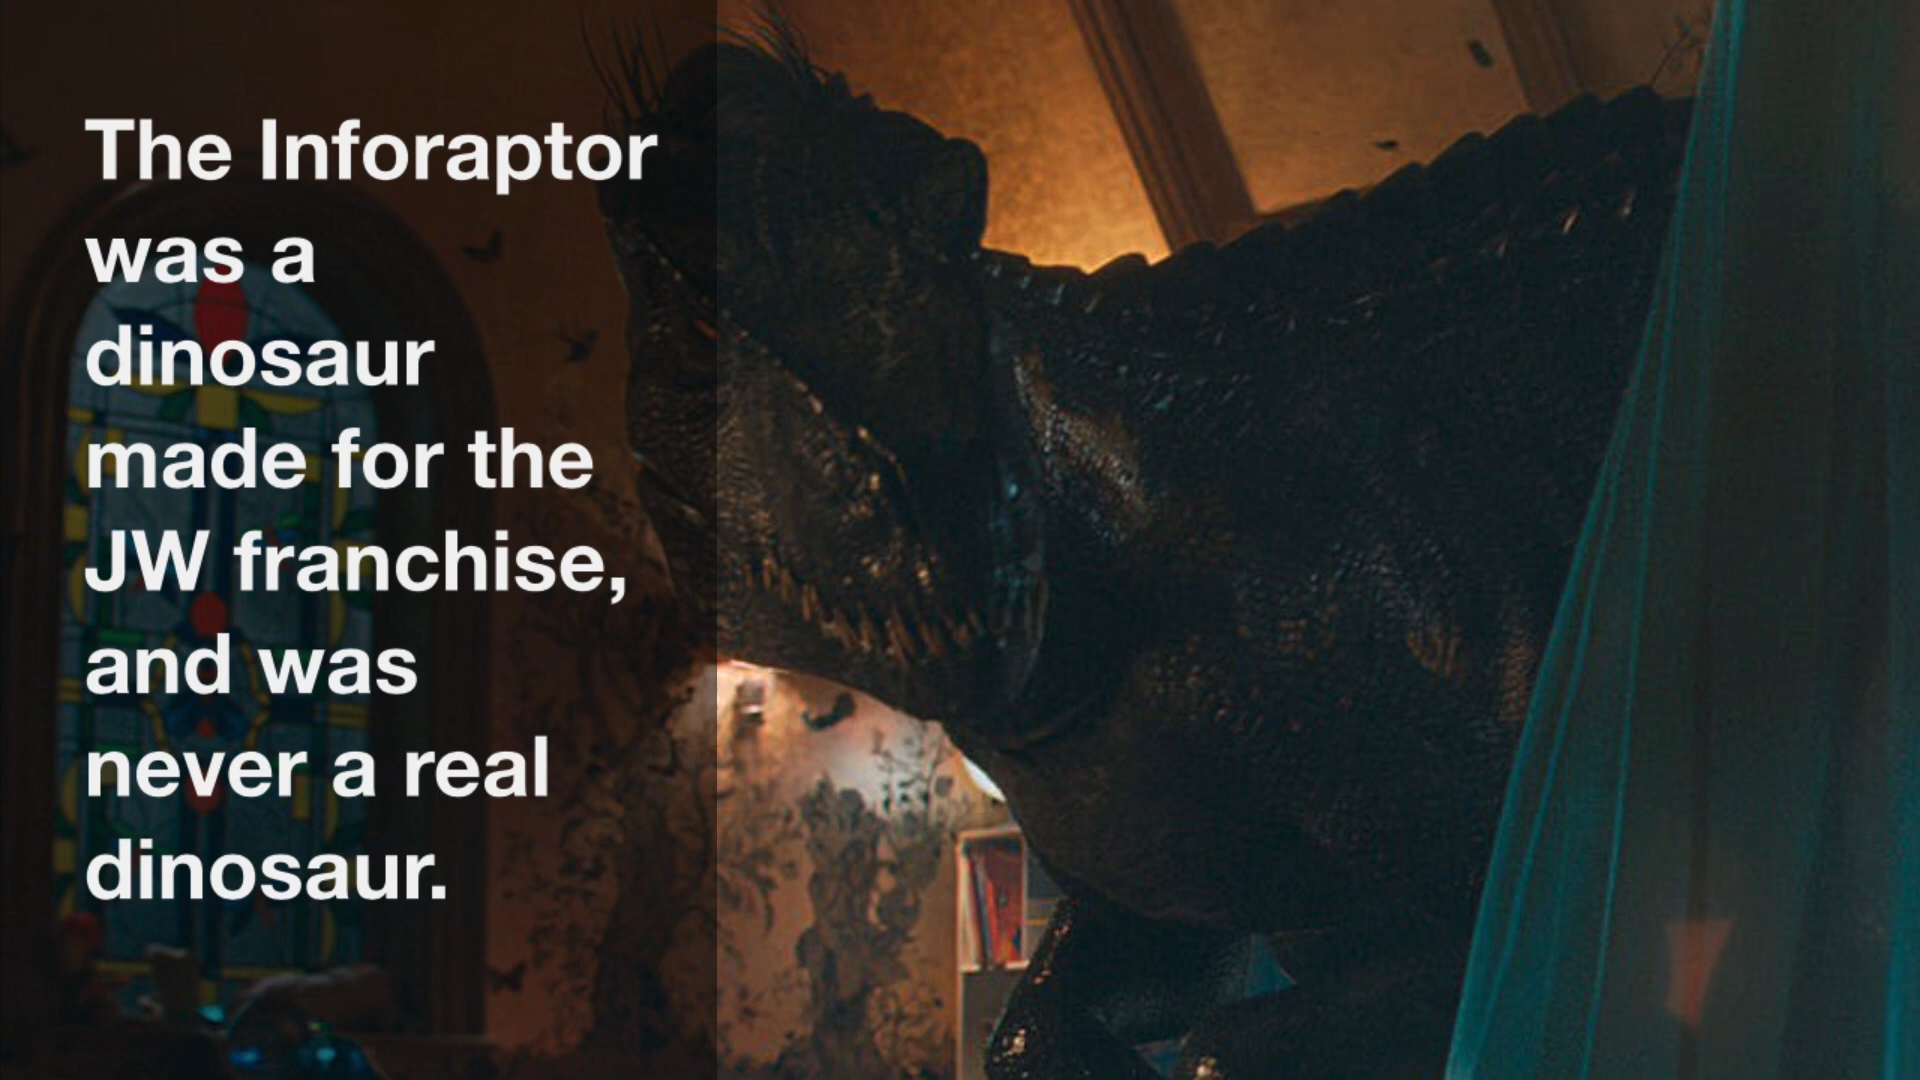 The Inforaptor
was a
dinosaur
made for the
JW franchise,
and was
never a real
dinosaur.